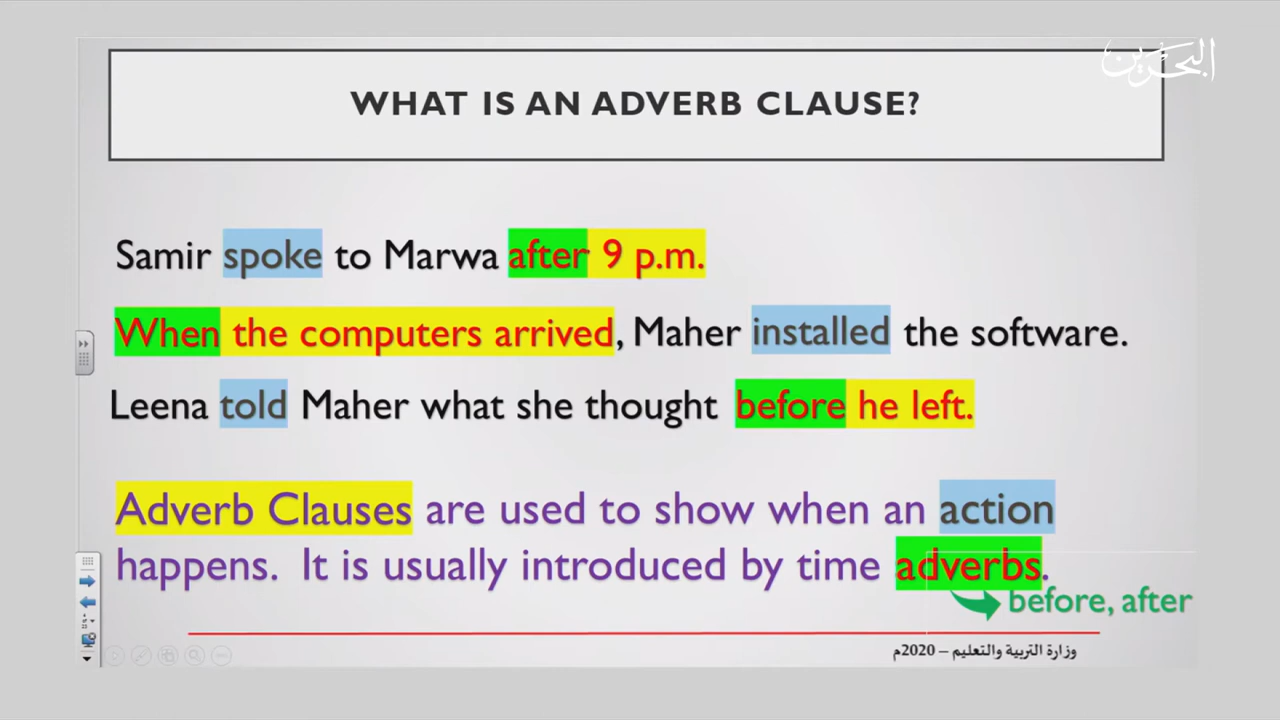 البحرين
WHAT IS AN ADVERB CLAUSE?
Samir spoke to Marwa after 9 p.m.
When the computers arrived, Maher installed the software.
Leena told Maher what she thought before he left.
Adverb Clauses are used to show when an action
happens. It is usually introduced by time adverbs.
before, after
وزارة التربية والتعليم – 2020م